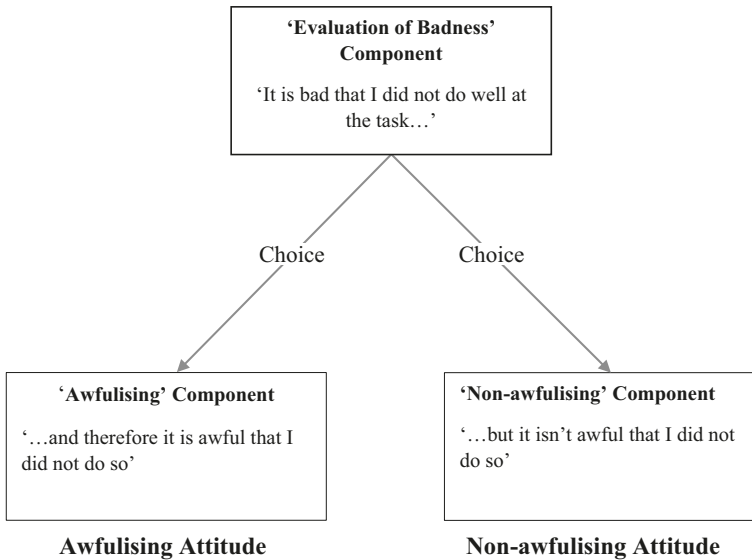 ‘Evaluation of Badness’
Component
‘It is bad that I did not do well at
the task…’
Choice
Choice
‘Awfulising’ Component
‘…and therefore it is awful that I
did not do so’
‘Non-awfulising’ Component
‘…but it isn’t awful that I did not
do so’
Awfulising Attitude
Non-awfulising Attitude